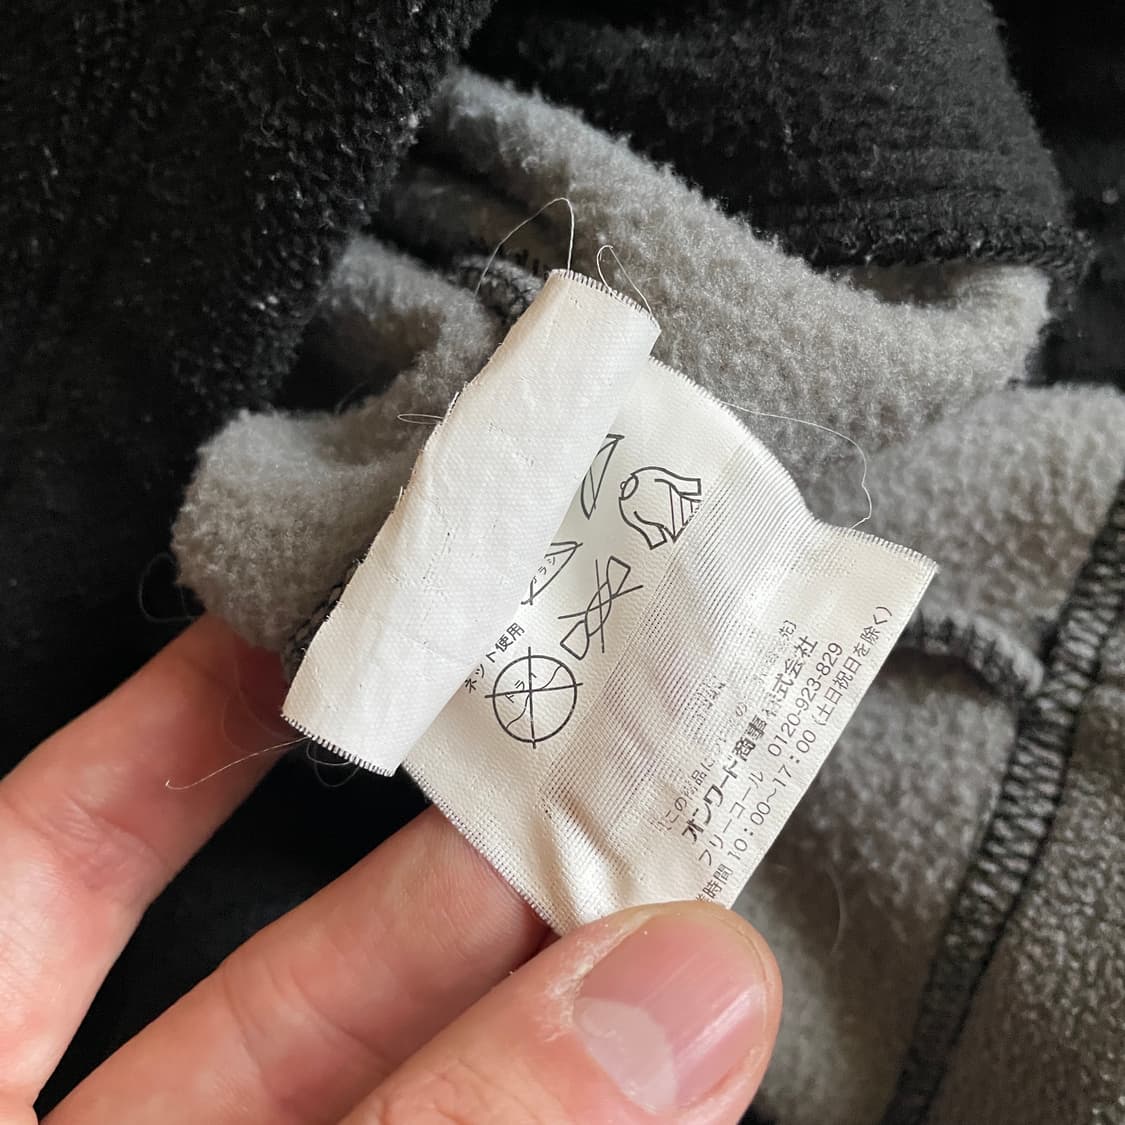 ネット使用
ドライ
オンワード商事株式会社
フリーコール 0120-923-829
時間 10:00~17:00 (土日祝日を除く)